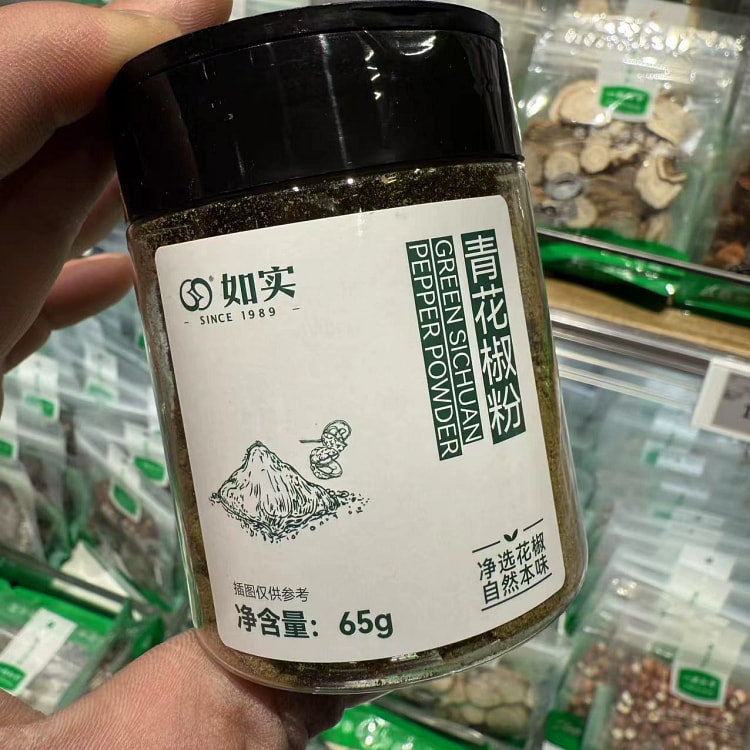 如实
SINCE 1989
青花椒粉
GREEN SICHUAN
PEPPER POWDER
净选花椒
自然本味
插图仅供参考
净含量：65g